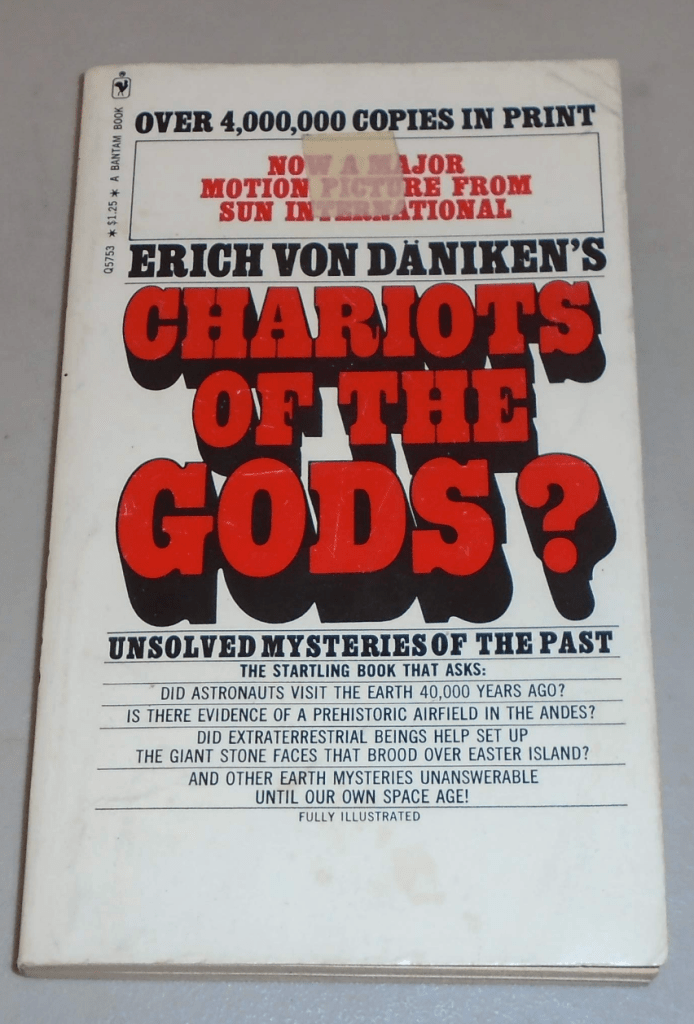 OVER 4,000,000 COPIES IN PRINT
NOW A MAJOR
MOTION PICTURE FROM
SUN INTERNATIONAL
Q5753 * $1.25 * A BANTAM BOOK
ERICH VON DÄNIKEN'S
CHARIOTS
OF THE
GODS?
UNSOLVED MYSTERIES OF THE PAST
THE STARTLING BOOK THAT ASKS:
DID ASTRONAUTS VISIT THE EARTH 40,000 YEARS AGO?
IS THERE EVIDENCE OF A PREHISTORIC AIRFIELD IN THE ANDES?
DID EXTRATERRESTRIAL BEINGS HELP SET UP
THE GIANT STONE FACES THAT BROOD OVER EASTER ISLAND?
AND OTHER EARTH MYSTERIES UNANSWERABLE
UNTIL OUR OWN SPACE AGE!
FULLY ILLUSTRATED